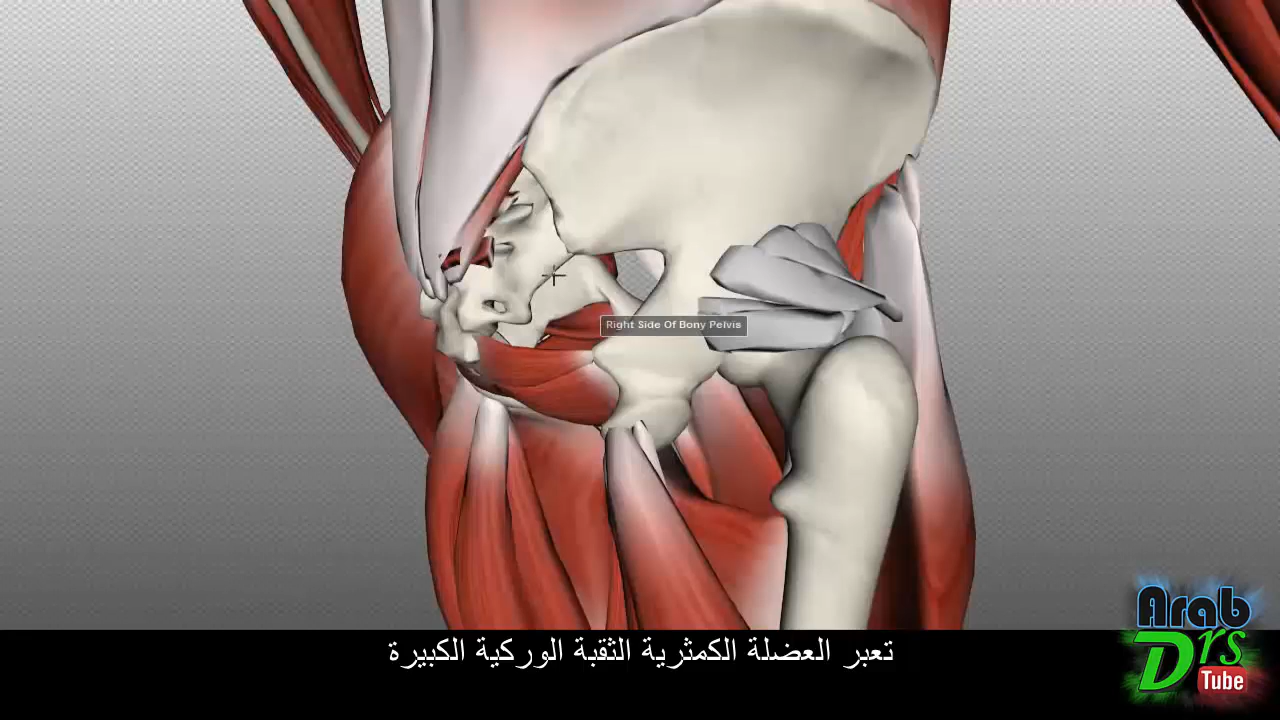 Right Side Of Bony Pelvis
تعبر العضلة الكمثرية الثقبة الوركية الكبيرة
Arab
Drs
Tube